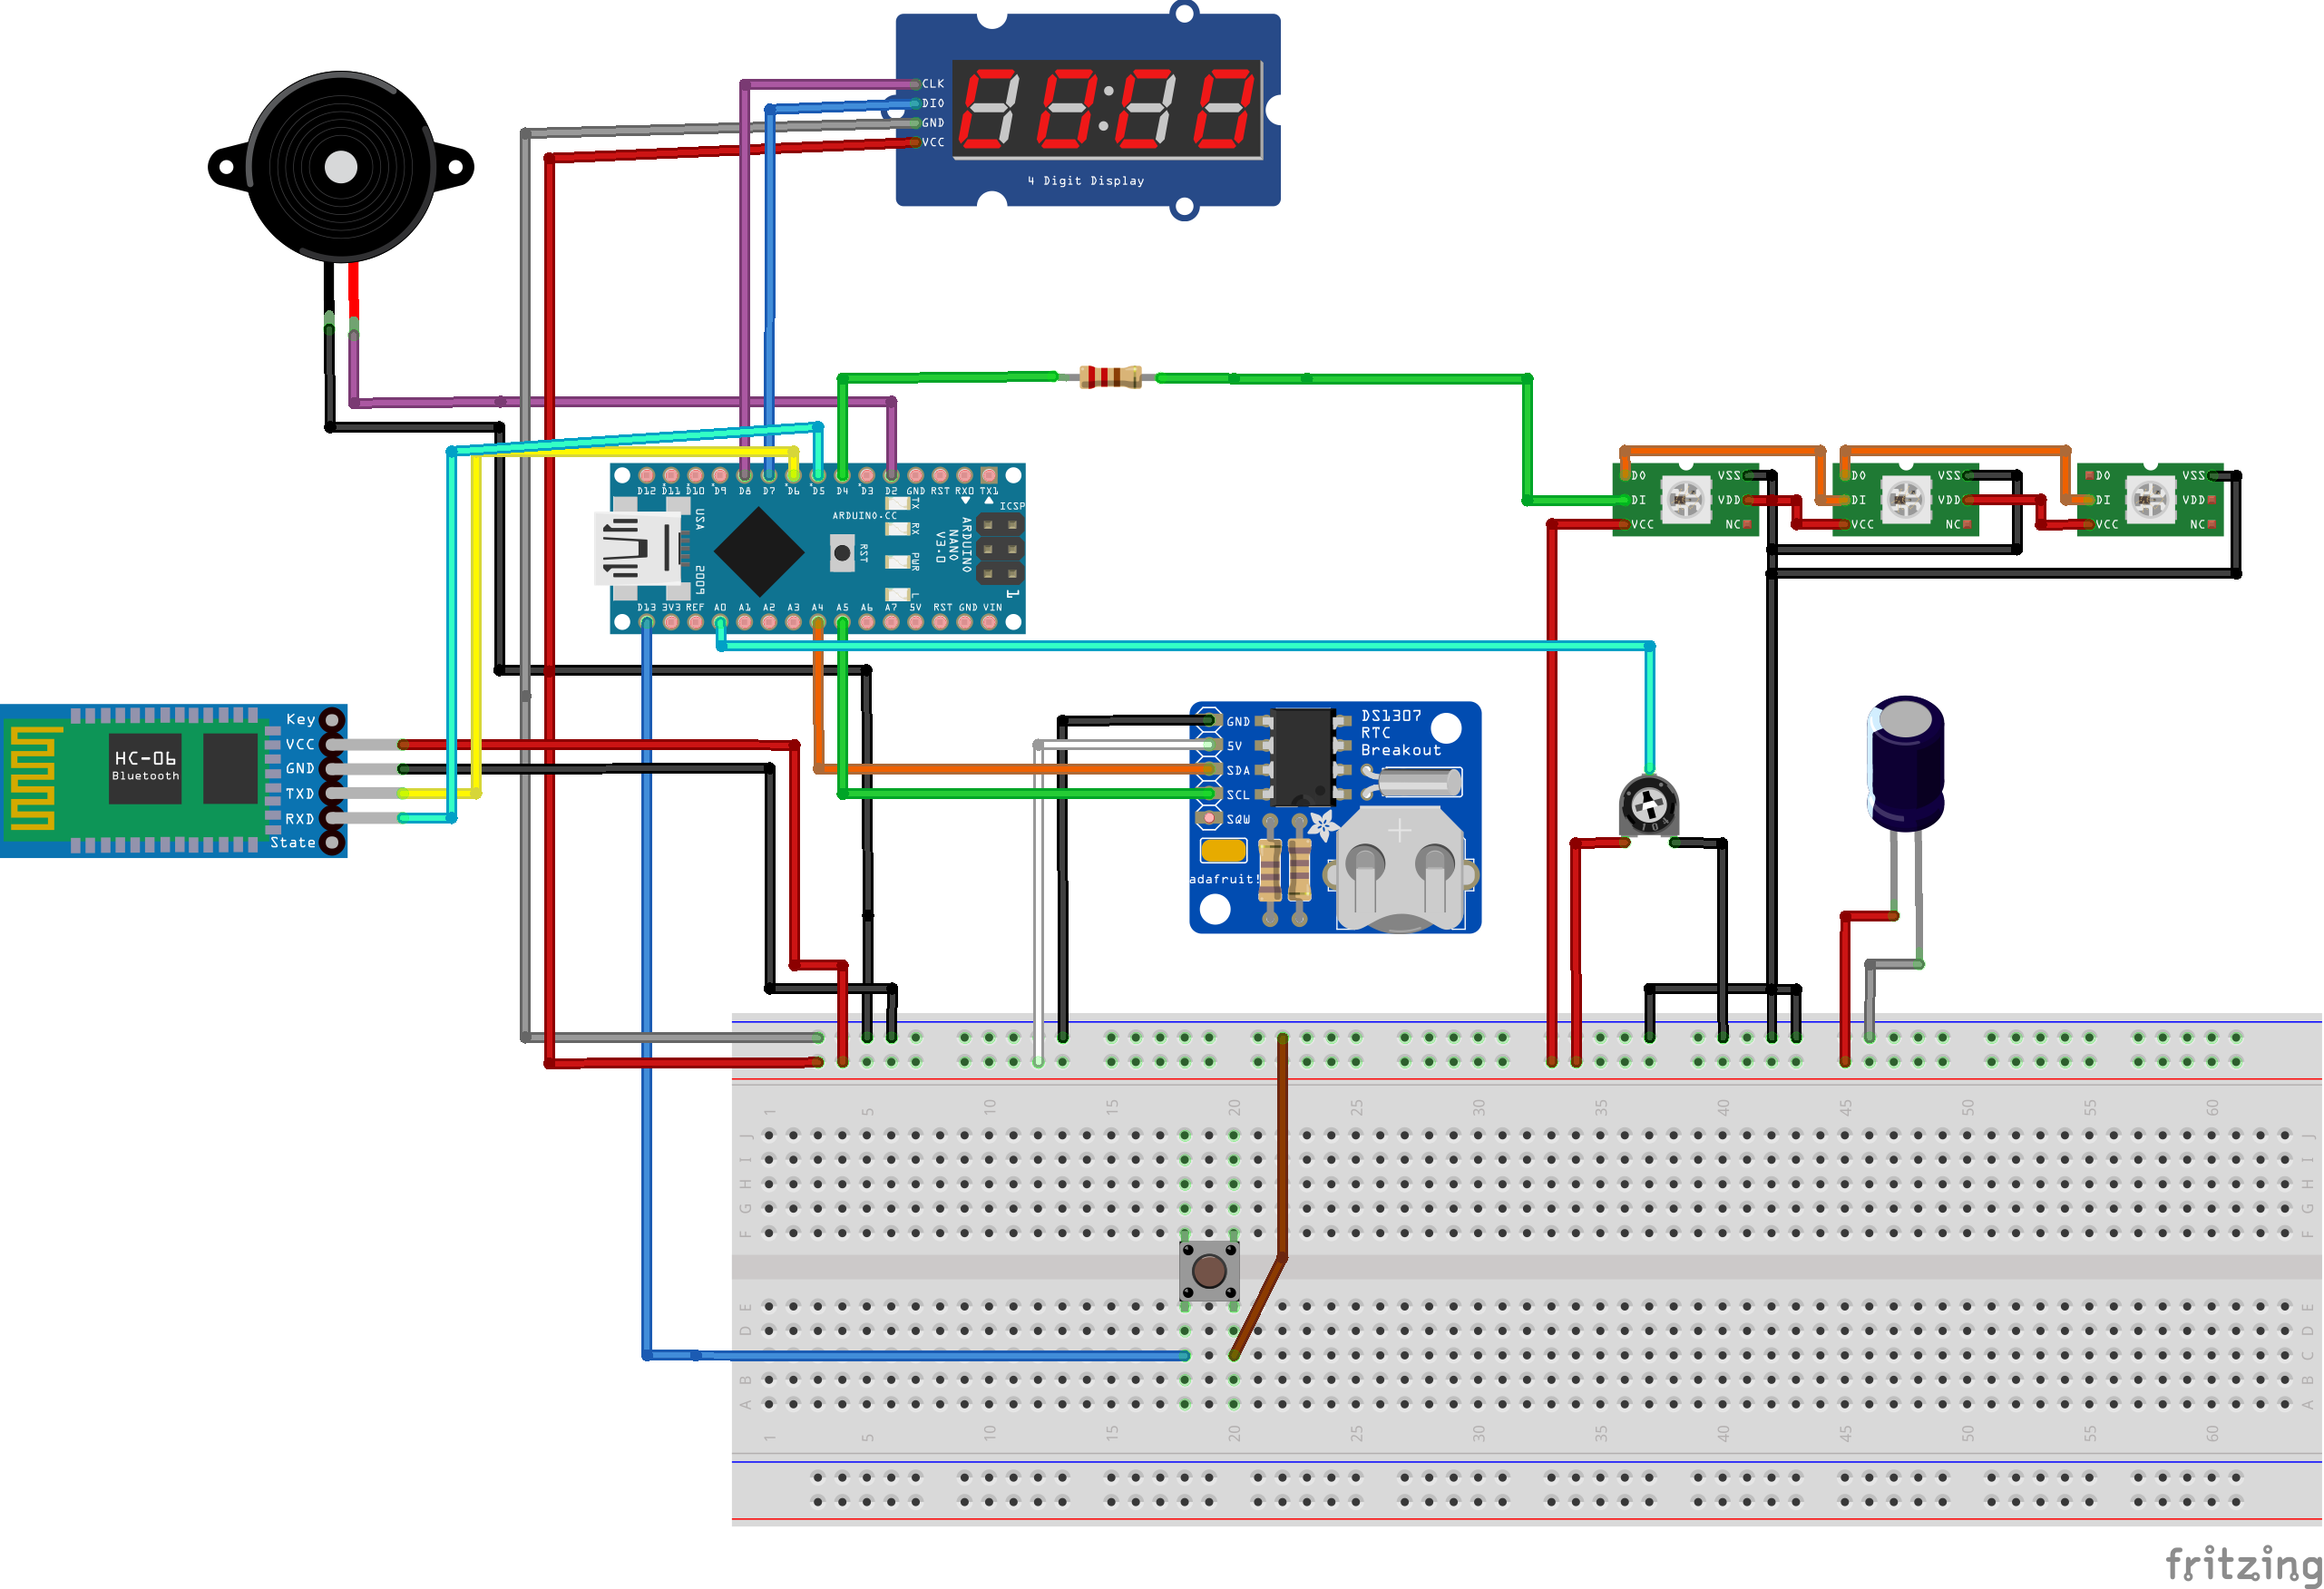 CLK
DIO
GND
VCC
4 Digit Display
D12 D11 D10 D9 D8 D7 D6 D5 D4 D3 D2 GND RST RX0 TX1
ARDUINO.CC
TX
RX
PWR
L
RST
USA
2009
ICSP
1
ARDUINO
NANO
V3.0
D13 3V3 REF A0 A1 A2 A3 A4 A5 A6 A7 5V RST GND VIN
DO VSS
DI VDD
VCC NC
DO VSS
DI VDD
VCC NC
DO VSS
DI VDD
VCC NC
HC-06
Bluetooth
Key
VCC
GND
TXD
RXD
State
GND
5V
SDA
SCL
SQW
DS1307
RTC
Breakout
adafruit!
104
1 5 10 15 20 25 30 35 40 45 50 55 60
J J
I I
H H
G G
F F
E E
D D
C
B B
A A
1 5 10 15 20 25 30 35 40 45 50 55 60
fritzing